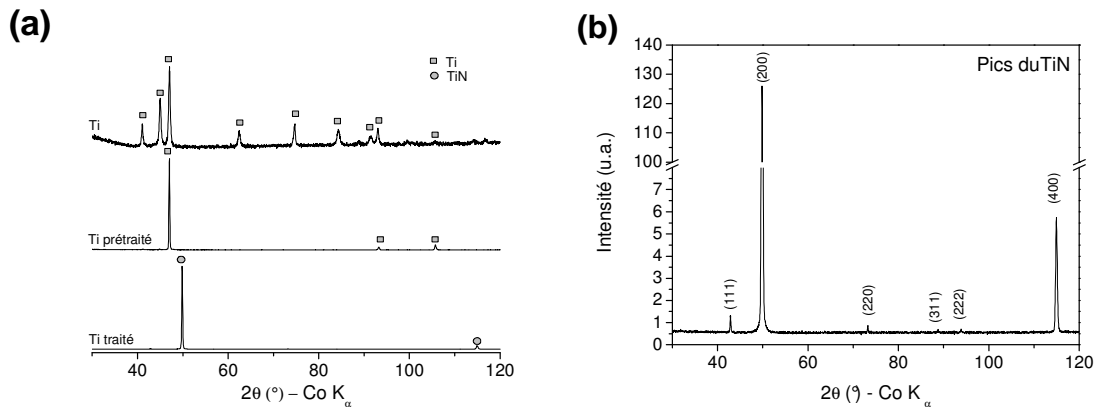 (a)
Ti
TiN
Ti
Ti prétraité
Ti traité
40 60 80 100 120
2θ (°) – Co Kα
(b)
140
130
120
110
100
7
6
5
4
3
2
1
0
Intensité (u.a.)
Pics duTiN
(111)
(200)
(220)
(311)
(222)
(400)
40 60 80 100 120
2θ (°) - Co Kα